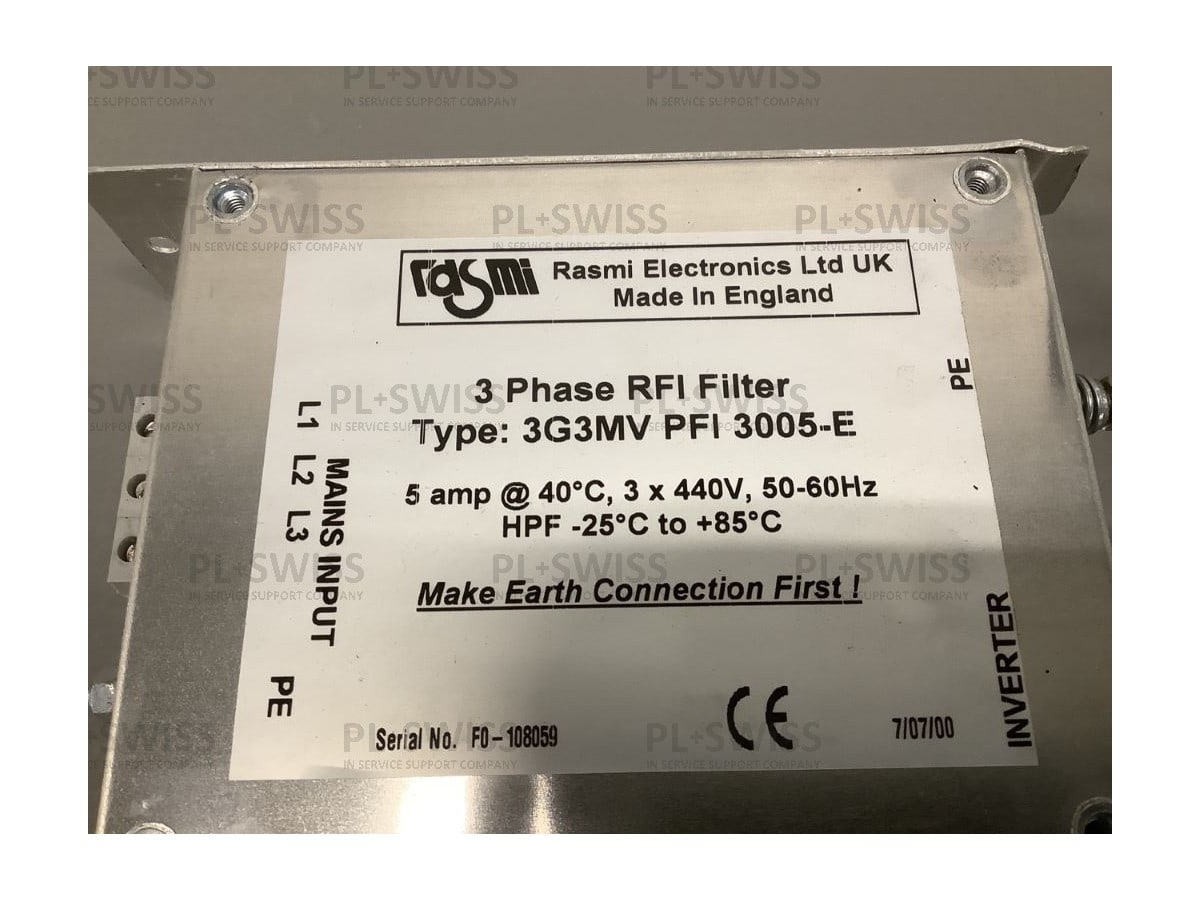 rasmi
Rasmi Electronics Ltd UK
Made In England
3 Phase RFI Filter
Type: 3G3MV PFI 3005-E
5 amp @ 40°C, 3 x 440V, 50-60Hz
HPF -25°C to +85°C
Make Earth Connection First !
L1 L2 L3
MAINS INPUT
PE
PE
INVERTER
Serial No. F0-108059
CE
7/07/00
PL+SWISS
IN SERVICE SUPPORT COMPANY